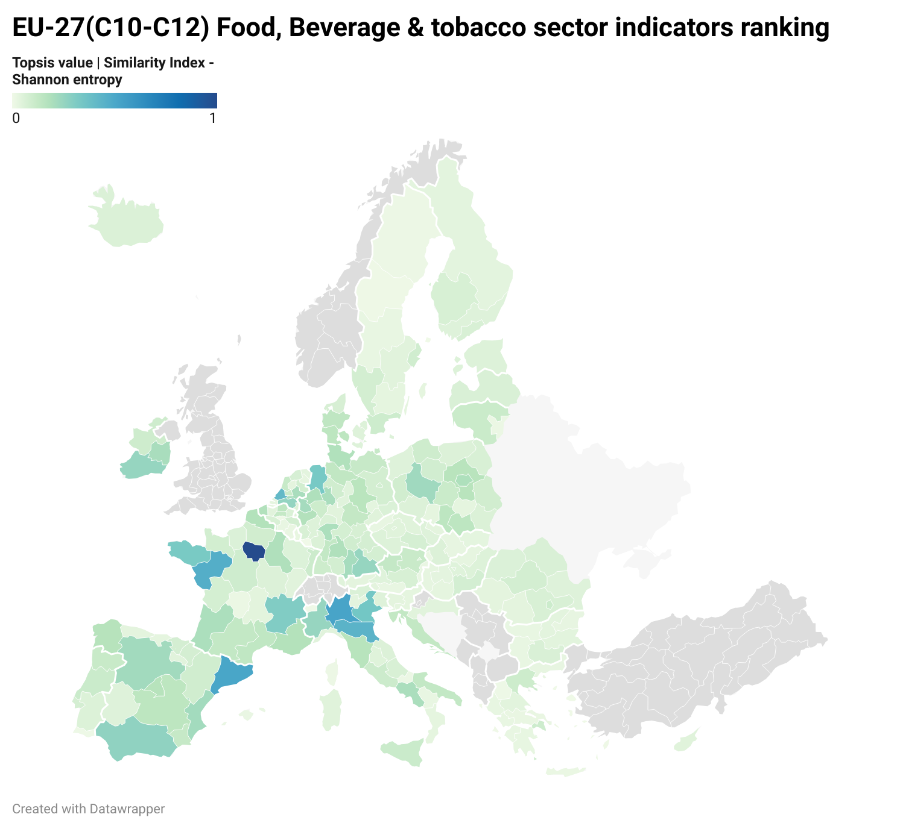 EU-27(C10-C12) Food, Beverage & tobacco sector indicators ranking
Topsis value | Similarity Index -
Shannon entropy
0 1
Created with Datawrapper